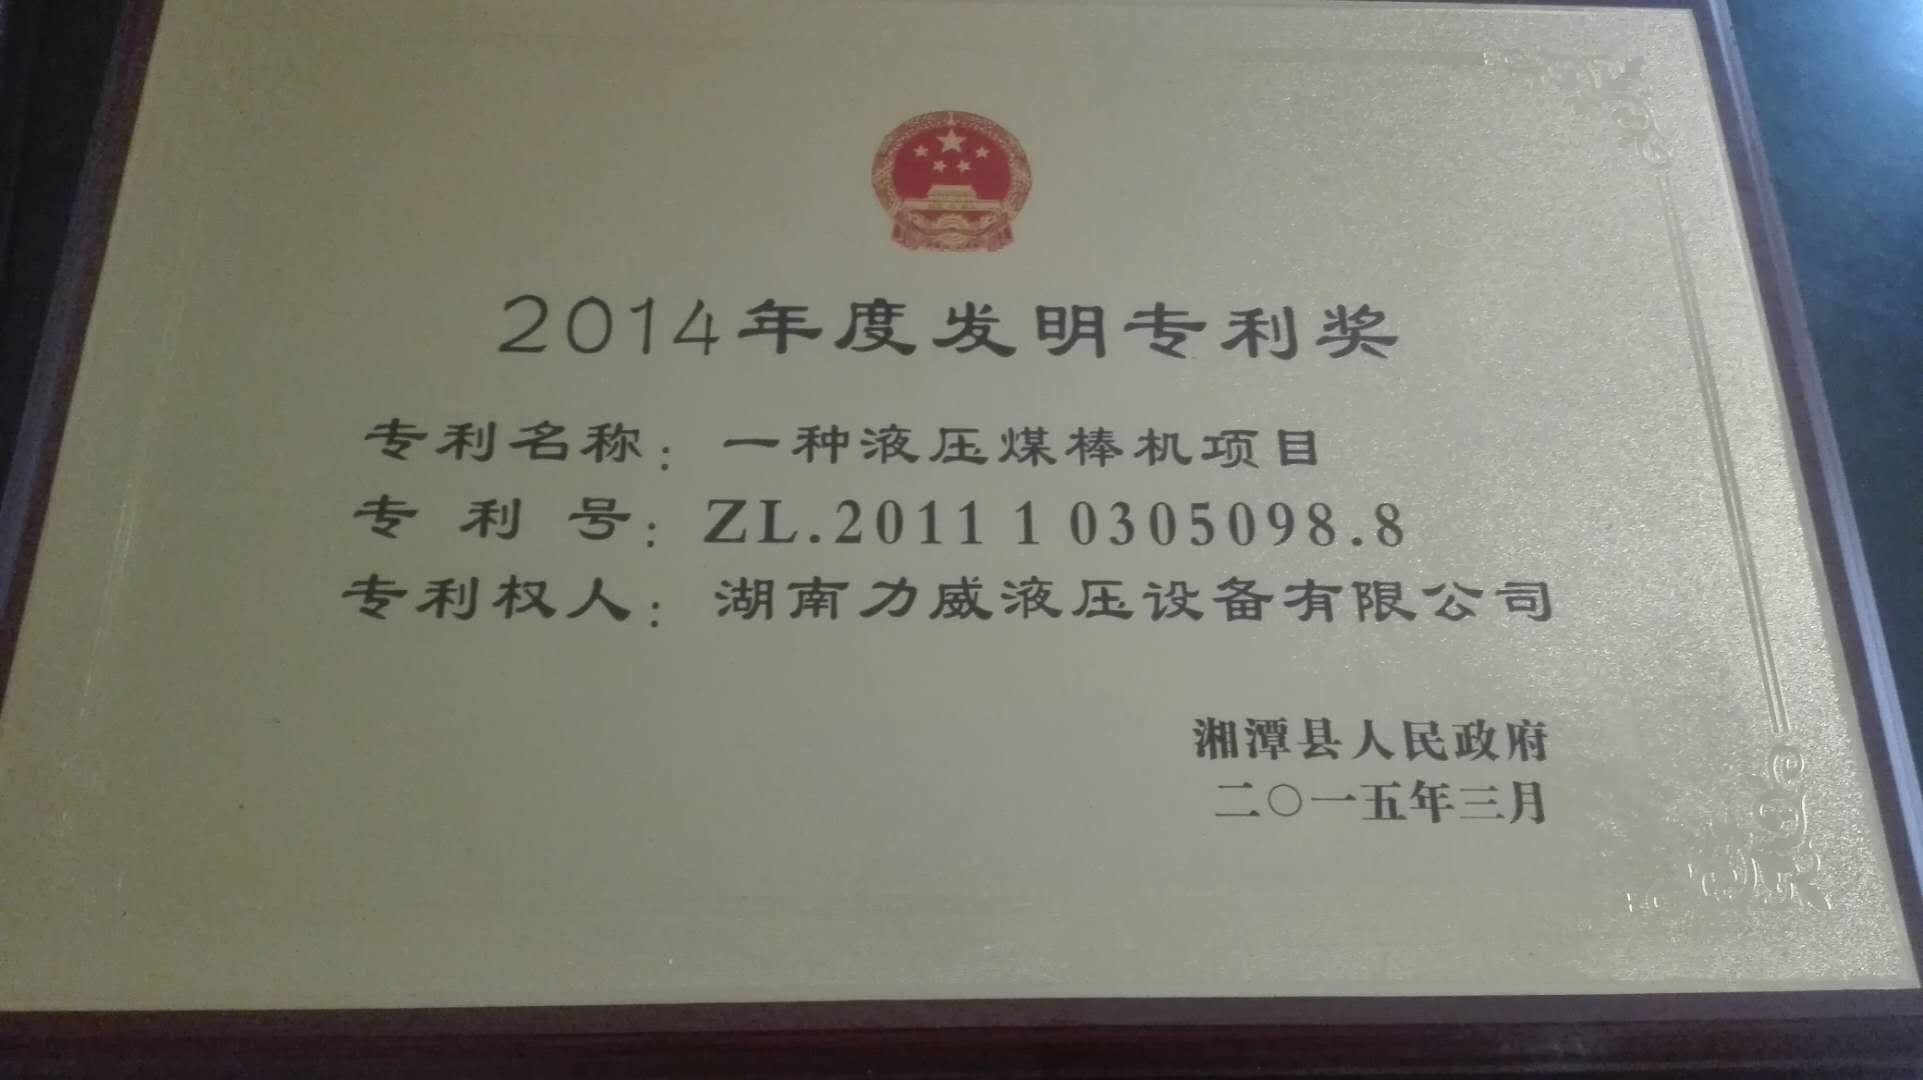 2014年度发明专利奖
专利名称：一种液压煤棒机项目
专利号：ZL.2011 1 0305098.8
专利权人：湖南力威液压设备有限公司
湘潭县人民政府
二〇一五年三月